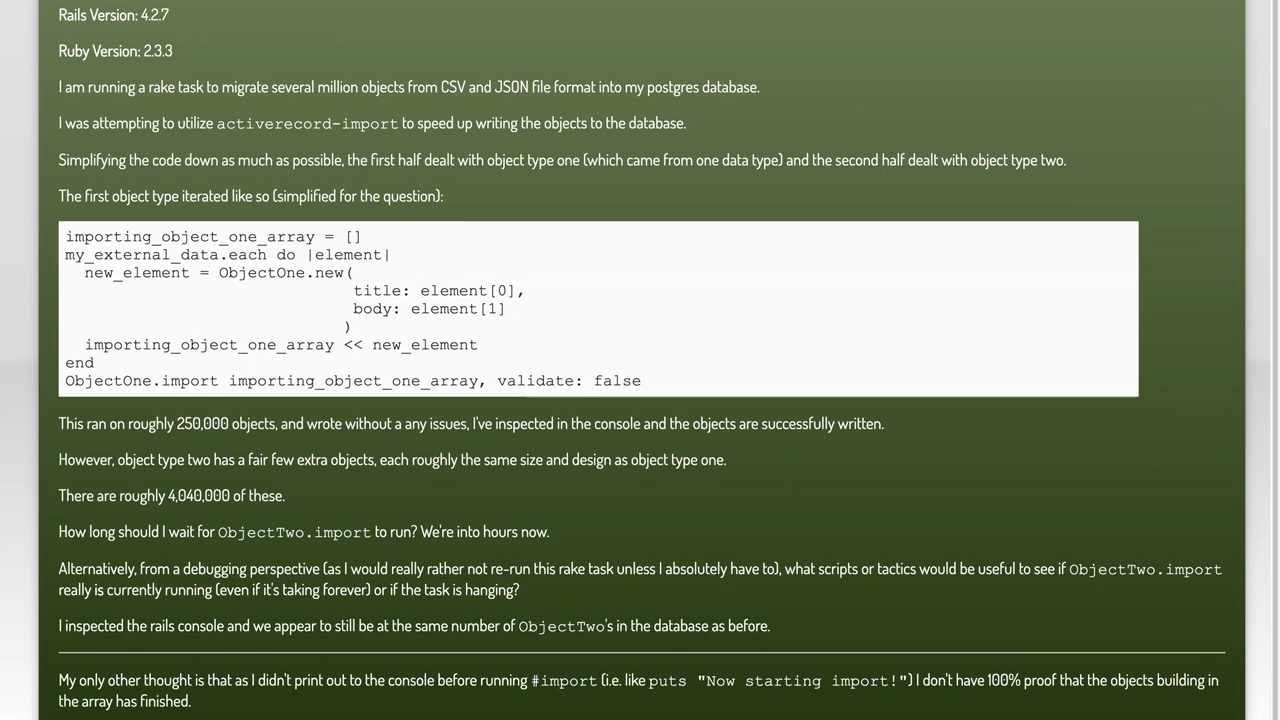 Rails Version: 4.2.7
Ruby Version: 2.3.3
I am running a rake task to migrate several million objects from CSV and JSON file format into my postgres database.
I was attempting to utilize activerecord-import to speed up writing the objects to the database.
Simplifying the code down as much as possible, the first half dealt with object type one (which came from one data type) and the second half dealt with object type two.
The first object type iterated like so (simplified for the question):
importing_object_one_array = []
my_external_data.each do |element|
  new_element = ObjectOne.new(
                              title: element[0],
                              body: element[1]
                             )
  importing_object_one_array << new_element
end
ObjectOne.import importing_object_one_array, validate: false
This ran on roughly 250,000 objects, and wrote without a any issues, I've inspected in the console and the objects are successfully written.
However, object type two has a fair few extra objects, each roughly the same size and design as object type one.
There are roughly 4,040,000 of these.
How long should I wait for ObjectTwo.import to run? We're into hours now.
Alternatively, from a debugging perspective (as I would really rather not re-run this rake task unless I absolutely have to), what scripts or tactics would be useful to see if ObjectTwo.import
really is currently running (even if it's taking forever) or if the task is hanging?
I inspected the rails console and we appear to still be at the same number of ObjectTwo's in the database as before.
My only other thought is that as I didn't print out to the console before running #import (i.e. like puts "Now starting import!") I don't have 100% proof that the objects building in
the array has finished.